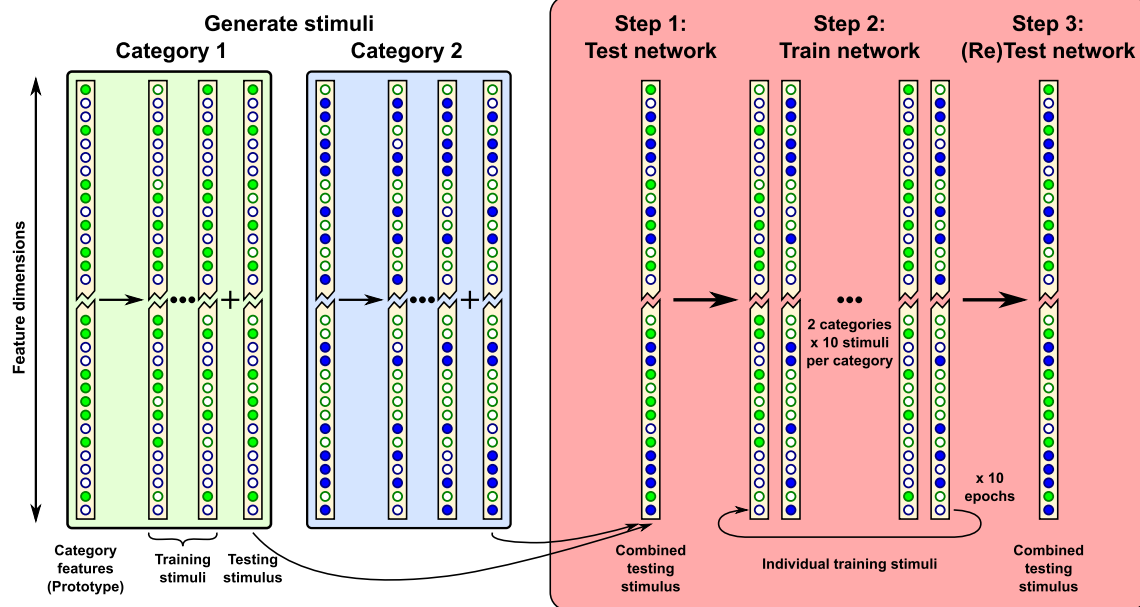 Generate stimuli
Category 1
Category 2
Step 1:
Test network
Step 2:
Train network
Step 3:
(Re)Test network
Feature dimensions
2 categories
x 10 stimuli
per category
x 10
epochs
Category
features
(Prototype)
Training
stimuli
Testing
stimulus
Combined
testing
stimulus
Individual training stimuli
Combined
testing
stimulus